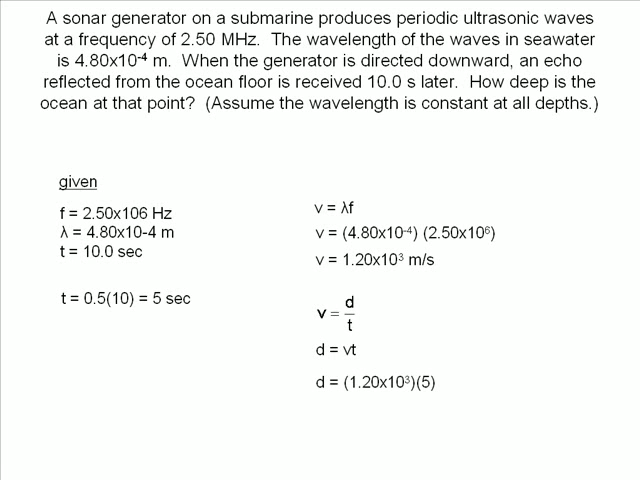 A sonar generator on a submarine produces periodic ultrasonic waves
at a frequency of 2.50 MHz. The wavelength of the waves in seawater
is 4.80x10⁻⁴ m. When the generator is directed downward, an echo
reflected from the ocean floor is received 10.0 s later. How deep is the
ocean at that point? (Assume the wavelength is constant at all depths.)
given
f = 2.50x106 Hz
λ = 4.80x10-4 m
t = 10.0 sec
t = 0.5(10) = 5 sec
v = λf
v = (4.80x10⁻⁴) (2.50x10⁶)
v = 1.20x10³ m/s
v = d/t
d = vt
d = (1.20x10³)(5)